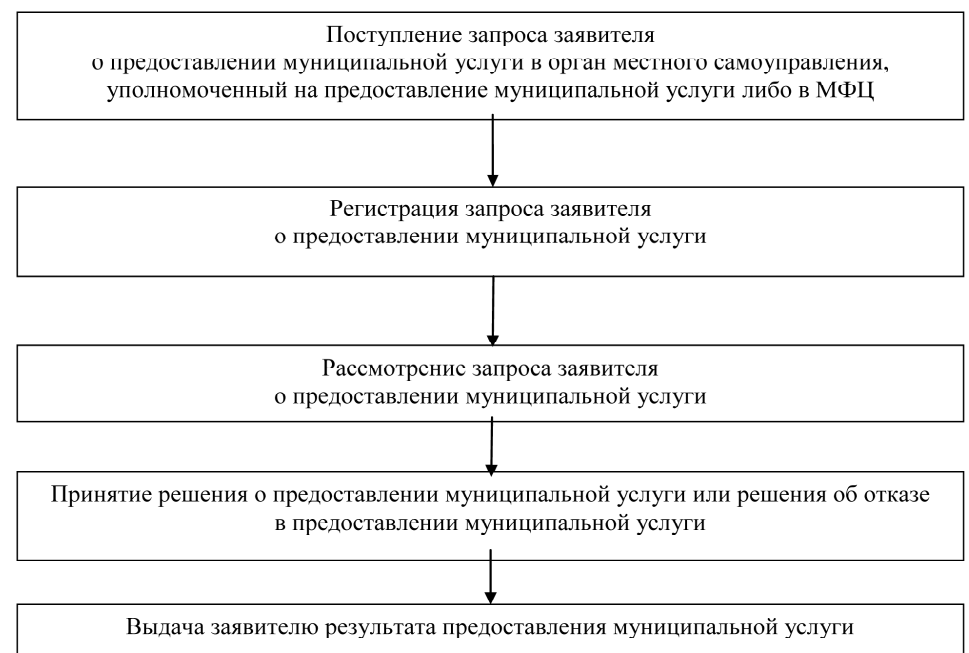 Поступление запроса заявителя
о предоставлении муниципальной услуги в орган местного самоуправления,
уполномоченный на предоставление муниципальной услуги либо в МФЦ
Регистрация запроса заявителя
о предоставлении муниципальной услуги
Рассмотрение запроса заявителя
о предоставлении муниципальной услуги
Принятие решения о предоставлении муниципальной услуги или решения об отказе
в предоставлении муниципальной услуги
Выдача заявителю результата предоставления муниципальной услуги